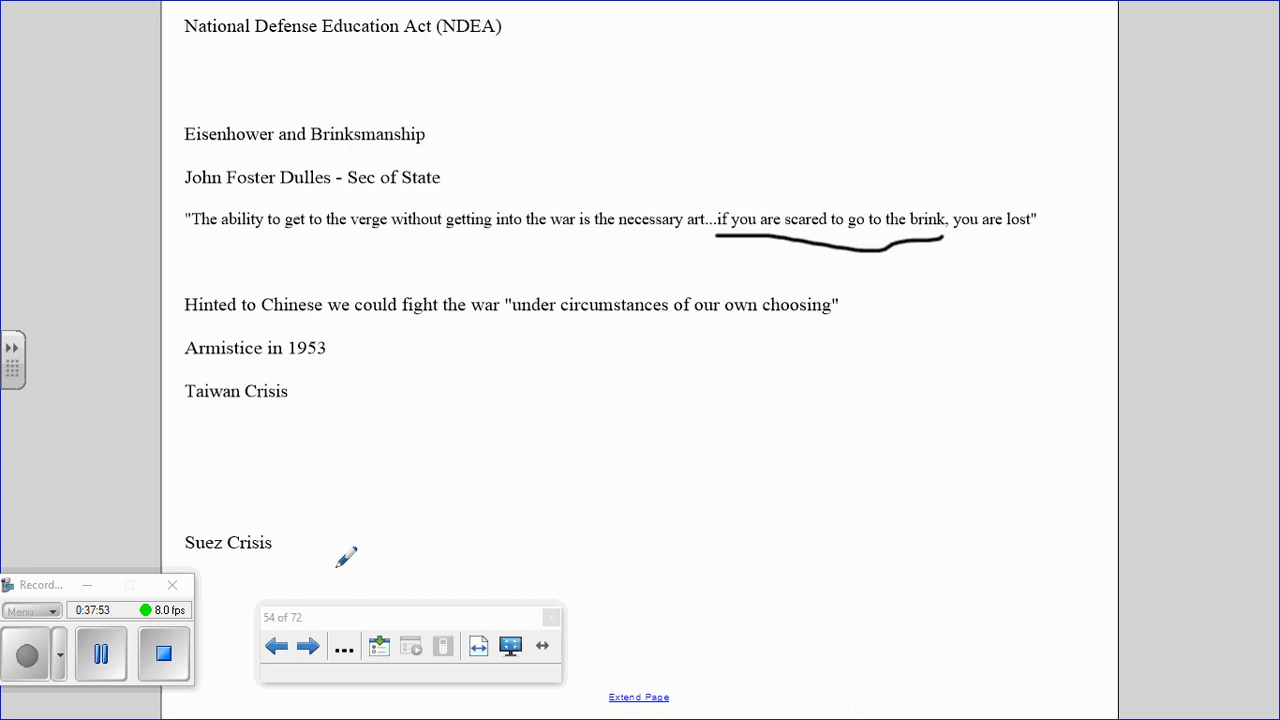 National Defense Education Act (NDEA)
Eisenhower and Brinksmanship
John Foster Dulles - Sec of State
"The ability to get to the verge without getting into the war is the necessary art...if you are scared to go to the brink, you are lost"
Hinted to Chinese we could fight the war "under circumstances of our own choosing"
Armistice in 1953
Taiwan Crisis
Suez Crisis
Record...
Menu
0:37:53
8.0 fps
54 of 72
Extend Page